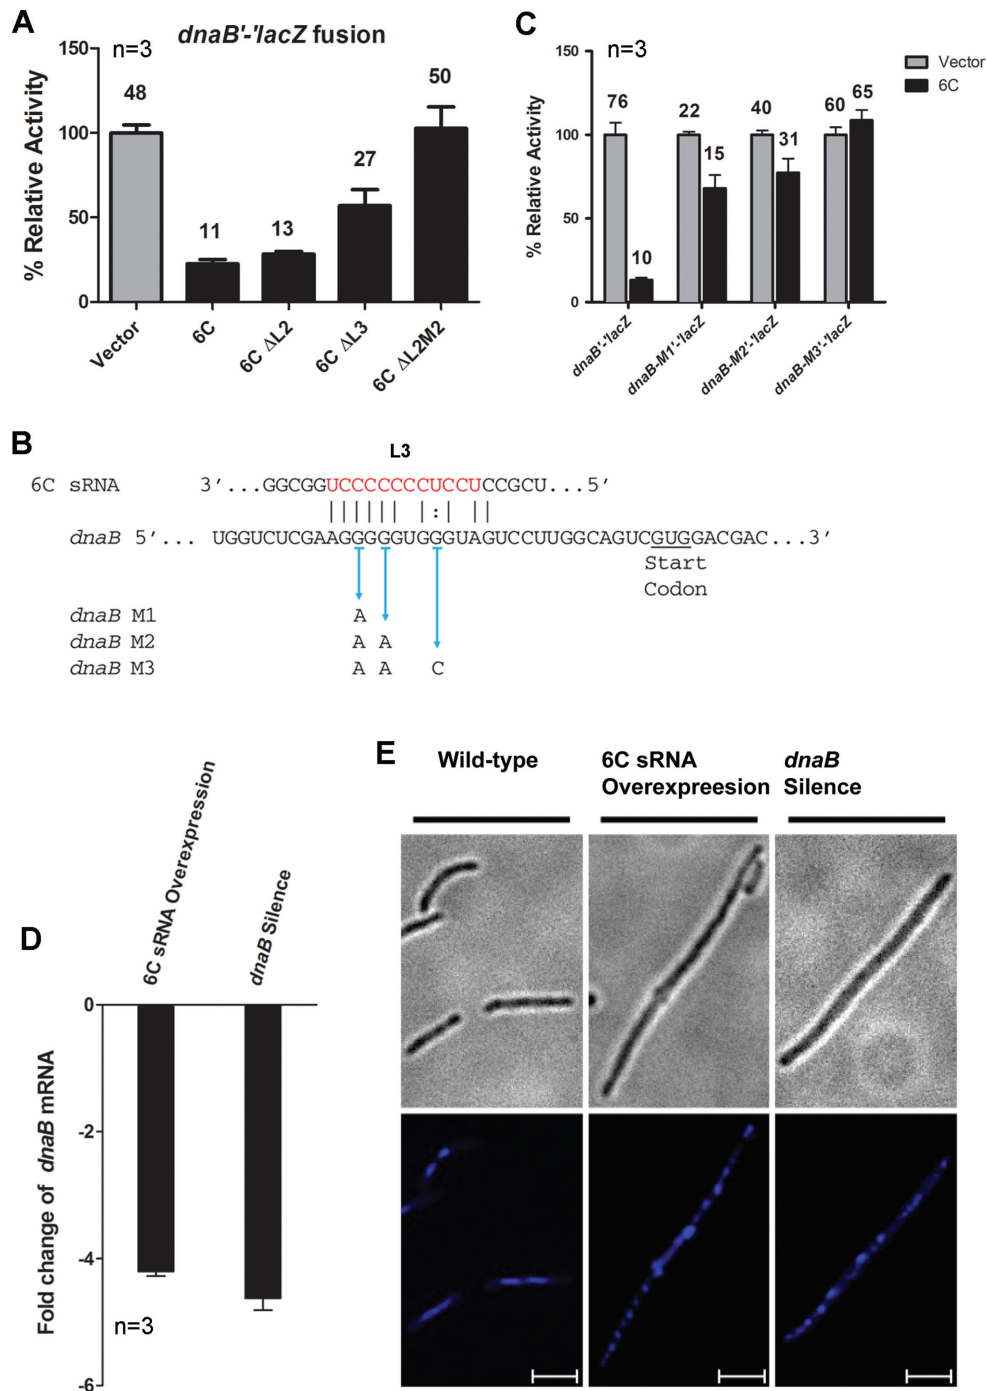 A
dnaB'-'lacZ fusion
n=3
% Relative Activity
150
100
50
0
48
11
13
27
50
Vector
6C
6C ΔL2
6C ΔL3
6C ΔL2M2
C
n=3
Vector
6C
% Relative Activity
150
100
50
0
76
10
22
15
40
31
60
65
dnaB'-'lacZ
dnaB-M1'-'lacZ
dnaB-M2'-'lacZ
dnaB-M3'-'lacZ
B
L3
6C sRNA 3'...GGCGGUCCCCCCCUCCUCCGCU...5'
dnaB 5'... UGGUCUCGAAGGGGGUGGGUAGUCCUUGGCAGUCGUGGACGAC...3'
Start
Codon
dnaB M1 A
dnaB M2 A A
dnaB M3 A A C
D
6C sRNA Overexpression
dnaB Silence
Fold change of dnaB mRNA
0
-2
-4
-6
n=3
E
Wild-type
6C sRNA
Overexpreesion
dnaB
Silence